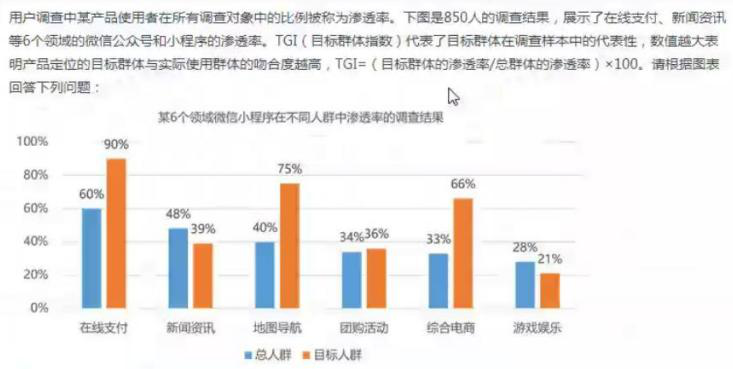 用户调查中某产品使用者在所有调查对象中的比例被称为渗透率。下图是850人的调查结果，展示了在线支付、新闻资讯
等6个领域的微信公众号和小程序的渗透率。TGI（目标群体指数）代表了目标群体在调查样本中的代表性，数值越大表
明产品定位的目标群体与实际使用群体的吻合度越高，TGI=（目标群体的渗透率/总群体的渗透率）×100。请根据图表
回答下列问题：
某6个领域微信小程序在不同人群中渗透率的调查结果
100%
80%
60%
40%
20%
0%
60% 90%
48% 39%
40% 75%
34% 36%
33% 66%
28% 21%
在线支付 新闻资讯 地图导航 团购活动 综合电商 游戏娱乐
总人群 目标人群